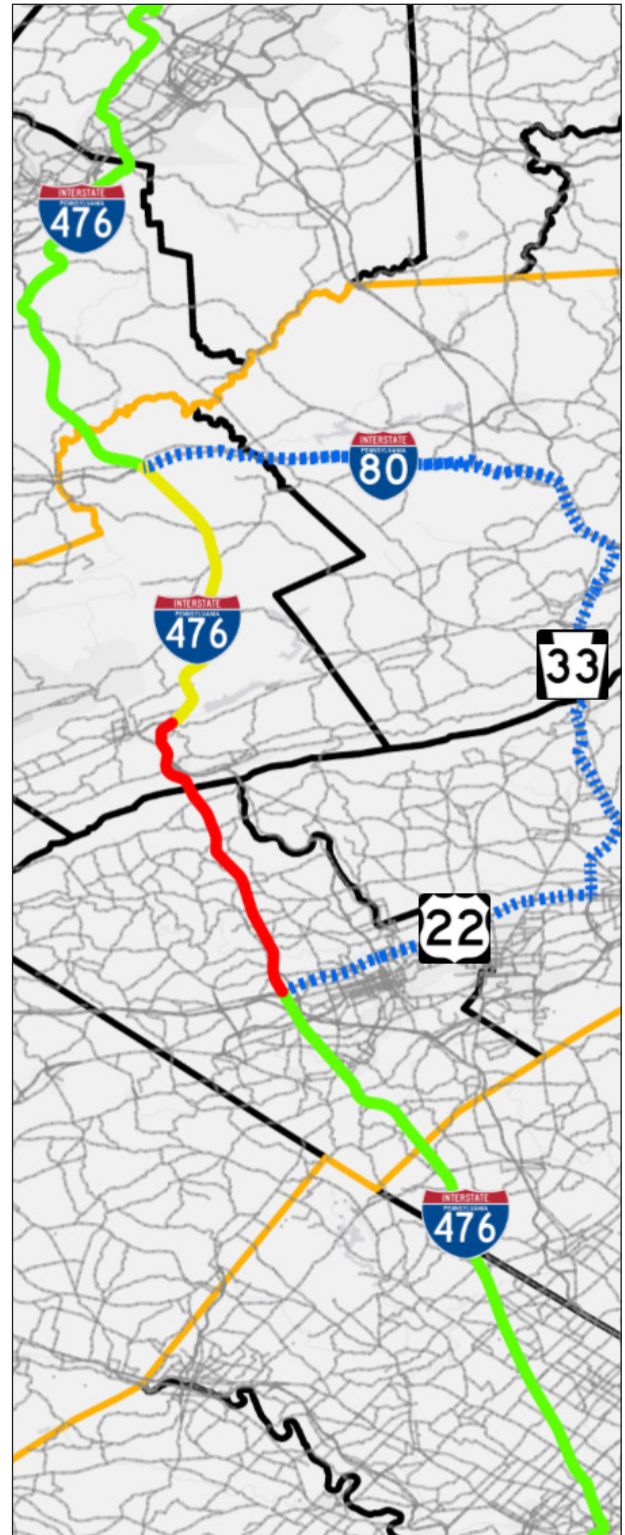 INTERSTATE
PENNSYLVANIA
476
INTERSTATE
PENNSYLVANIA
80
INTERSTATE
PENNSYLVANIA
476
33
22
INTERSTATE
PENNSYLVANIA
476